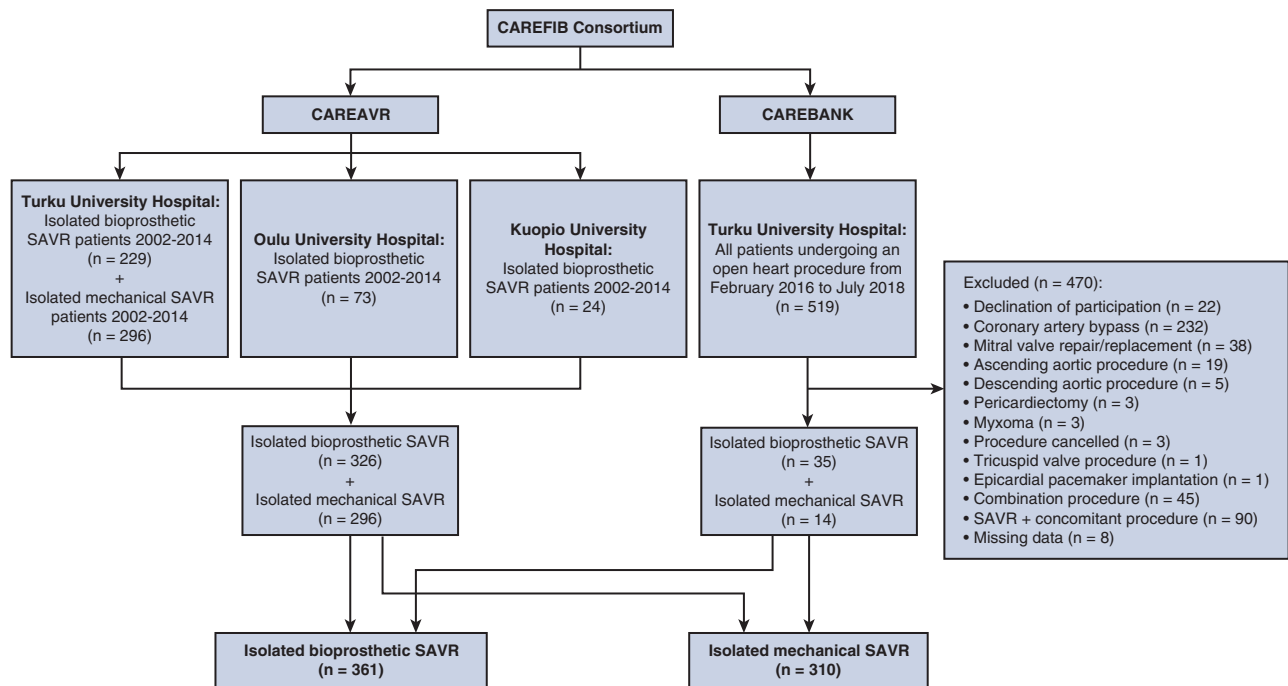 CAREFIB Consortium
CAREAVR
CAREBANK
Turku University Hospital:
Isolated bioprosthetic
SAVR patients 2002-2014
(n = 229)
+
Isolated mechanical SAVR
patients 2002-2014
(n = 296)
Oulu University Hospital:
Isolated bioprosthetic
SAVR patients 2002-2014
(n = 73)
Kuopio University
Hospital:
Isolated bioprosthetic
SAVR patients 2002-2014
(n = 24)
Turku University Hospital:
All patients undergoing an
open heart procedure from
February 2016 to July 2018
(n = 519)
Excluded (n = 470):
• Declination of participation (n = 22)
• Coronary artery bypass (n = 232)
• Mitral valve repair/replacement (n = 38)
• Ascending aortic procedure (n = 19)
• Descending aortic procedure (n = 5)
• Pericardiectomy (n = 3)
• Myxoma (n = 3)
• Procedure cancelled (n = 3)
• Tricuspid valve procedure (n = 1)
• Epicardial pacemaker implantation (n = 1)
• Combination procedure (n = 45)
• SAVR + concomitant procedure (n = 90)
• Missing data (n = 8)
Isolated bioprosthetic SAVR
(n = 326)
+
Isolated mechanical SAVR
(n = 296)
Isolated bioprosthetic SAVR
(n = 35)
+
Isolated mechanical SAVR
(n = 14)
Isolated bioprosthetic SAVR
(n = 361)
Isolated mechanical SAVR
(n = 310)